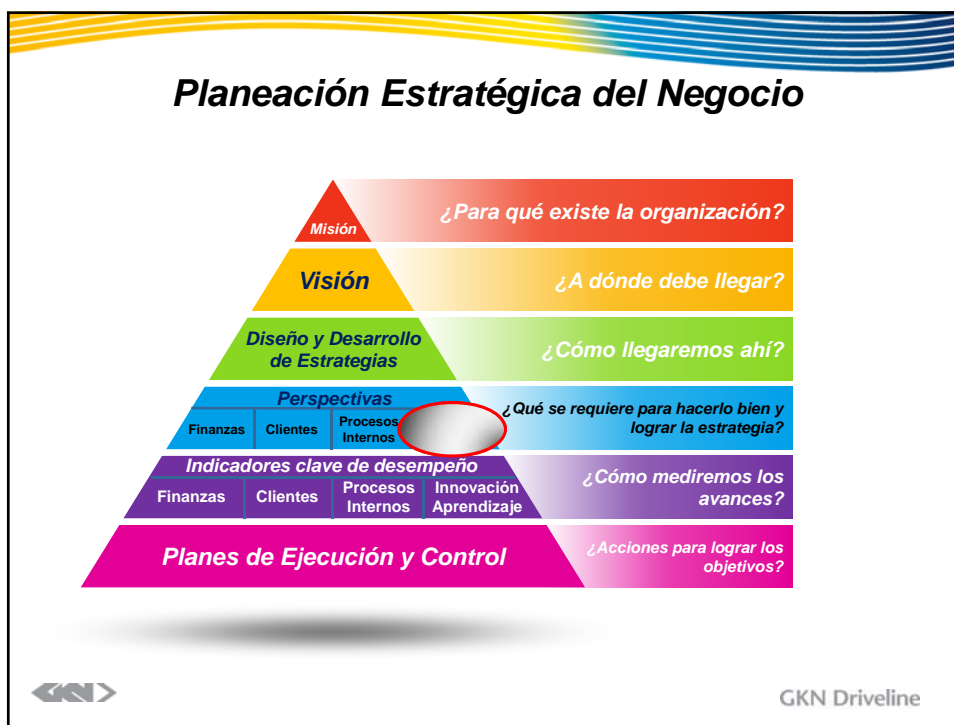 Planeación Estratégica del Negocio
Misión
¿Para qué existe la organización?
Visión
¿A dónde debe llegar?
Diseño y Desarrollo
de Estrategias
¿Cómo llegaremos ahí?
Perspectivas
Finanzas
Clientes
Procesos
Internos
¿Qué se requiere para hacerlo bien y
lograr la estrategia?
Indicadores clave de desempeño
Finanzas
Clientes
Procesos
Internos
Innovación
Aprendizaje
¿Cómo mediremos los
avances?
Planes de Ejecución y Control
¿Acciones para lograr los
objetivos?
GKN
GKN Driveline